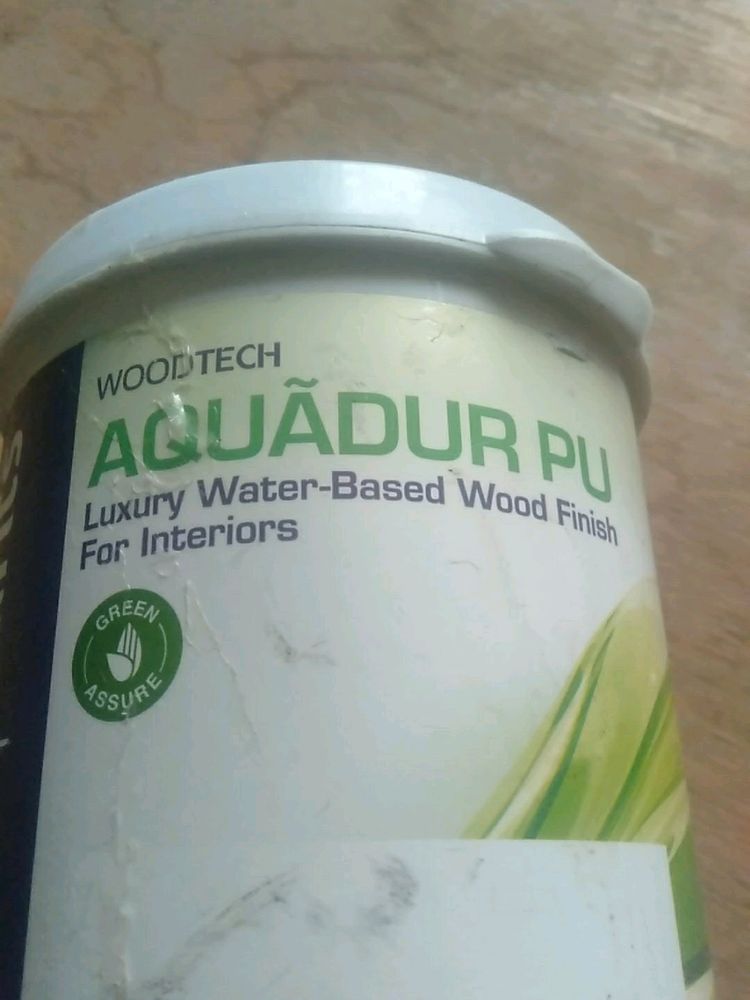 WOODTECH
AQUÃDUR PU
Luxury Water-Based Wood Finish
For Interiors
GREEN
ASSURE